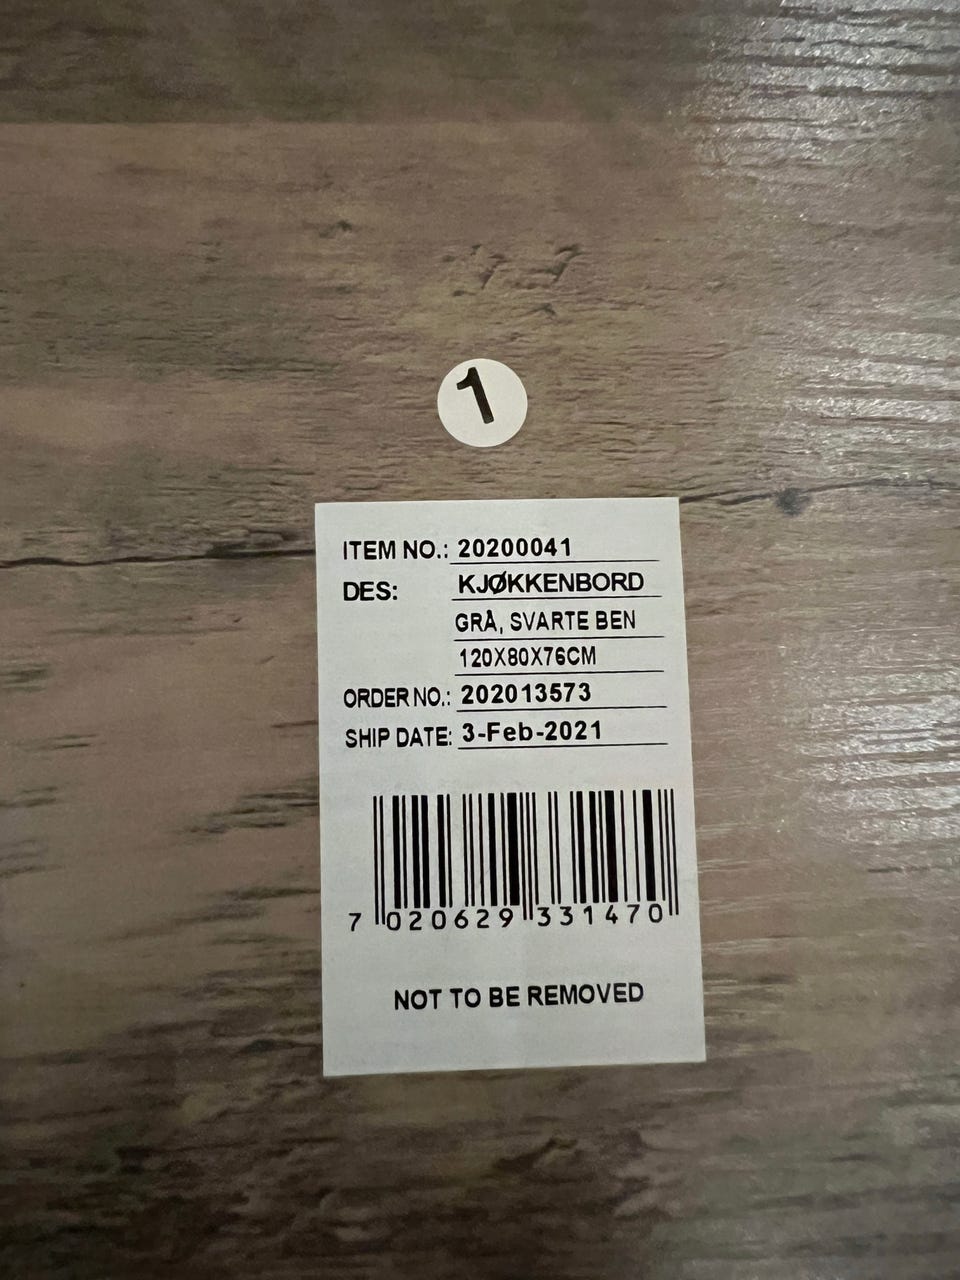 1
ITEM NO.: 20200041
DES: KJØKKENBORD
GRÅ, SVARTE BEN
120X80X76CM
ORDER NO.: 202013573
SHIP DATE: 3-Feb-2021
7 020629 331470
NOT TO BE REMOVED